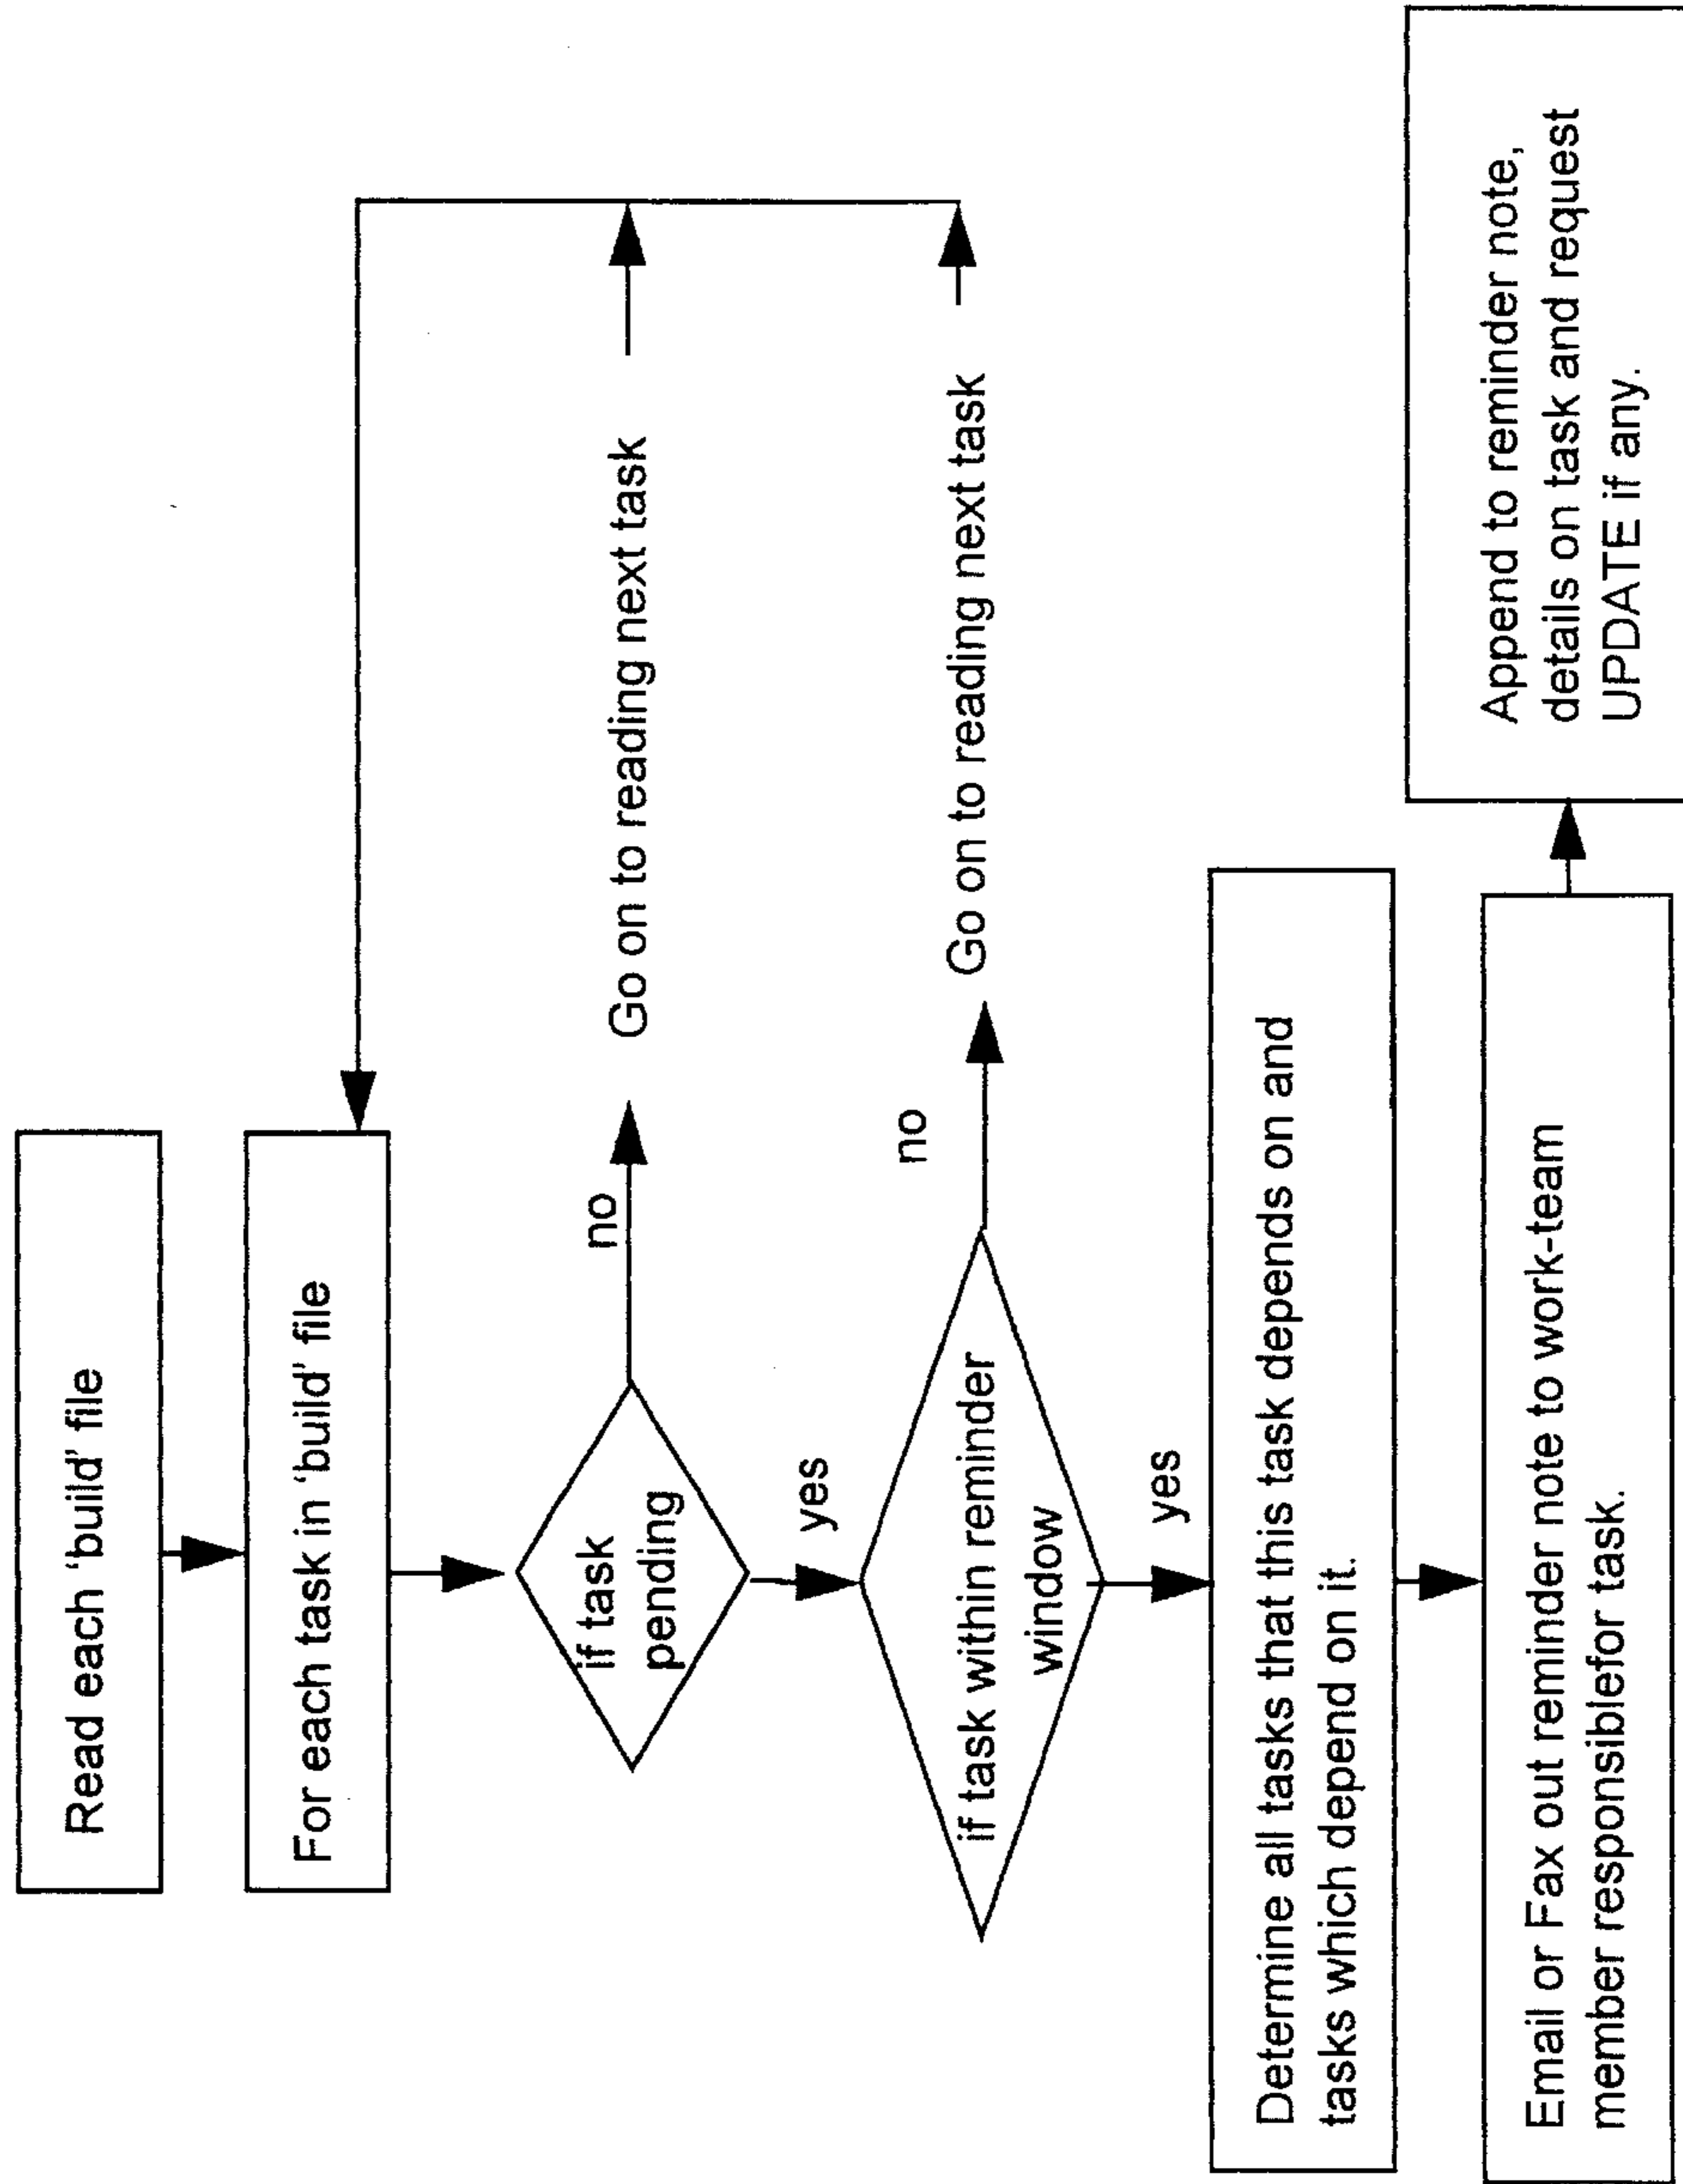 Read each 'build' file
For each task in 'build' file
if task
pending
no
Go on to reading next task
yes
if task within reminder
window
no
Go on to reading next task
yes
Determine all tasks that this task depends on and
tasks which depend on it.
Email or Fax out reminder note to work-team
member responsiblefor task.
Append to reminder note,
details on task and request
UPDATE if any.